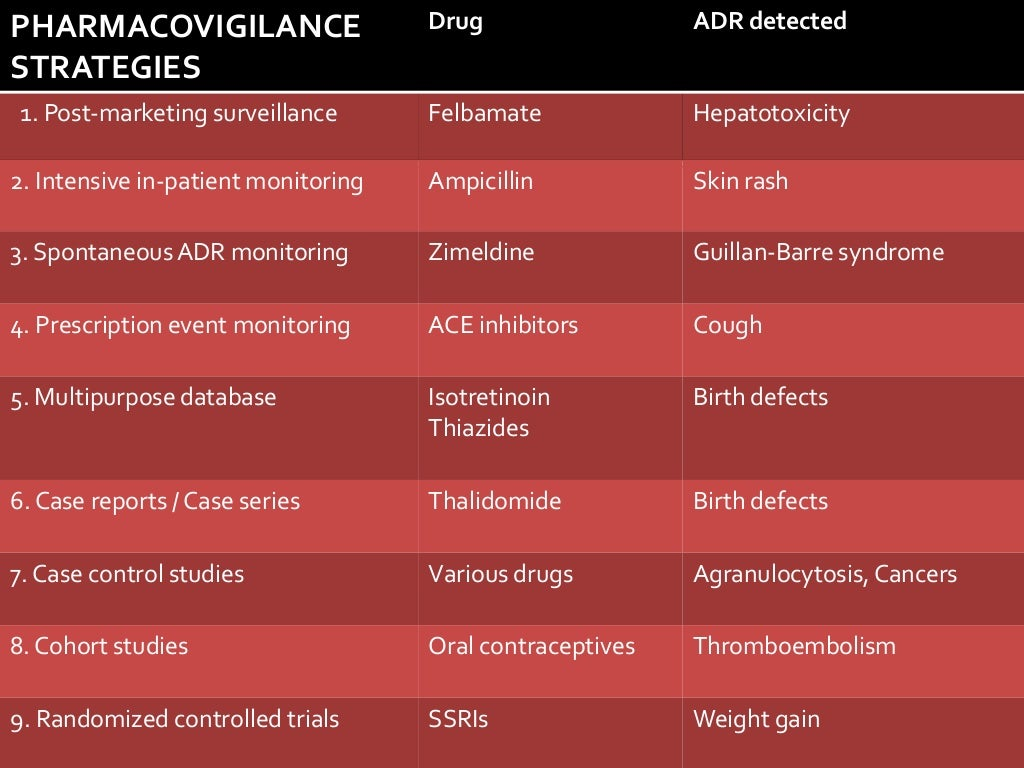 PHARMACOVIGILANCE Drug ADR detected
STRATEGIES
1. Post-marketing surveillance Felbamate Hepatotoxicity
2. Intensive in-patient monitoring Ampicillin Skin rash
3. Spontaneous ADR monitoring Zimeldine Guillan-Barre syndrome
4. Prescription event monitoring ACE inhibitors Cough
5. Multipurpose database Isotretinoin Birth defects
Thiazides
6. Case reports / Case series Thalidomide Birth defects
7. Case control studies Various drugs Agranulocytosis, Cancers
8. Cohort studies Oral contraceptives Thromboembolism
9. Randomized controlled trials SSRIs Weight gain